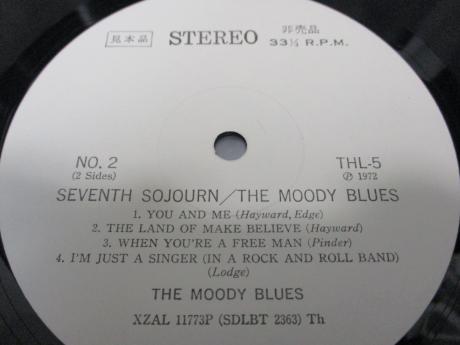 見本品 STEREO 非売品
33⅓ R.P.M.
NO. 2 THL-5
(2 Sides) Ⓟ 1972
SEVENTH SOJOURN/THE MOODY BLUES
1. YOU AND ME (Hayward, Edge)
2. THE LAND OF MAKE BELIEVE (Hayward)
3. WHEN YOU'RE A FREE MAN (Pinder)
4. I'M JUST A SINGER (IN A ROCK AND ROLL BAND)
(Lodge)
THE MOODY BLUES
XZAL 11773P (SDLBT 2363) Th